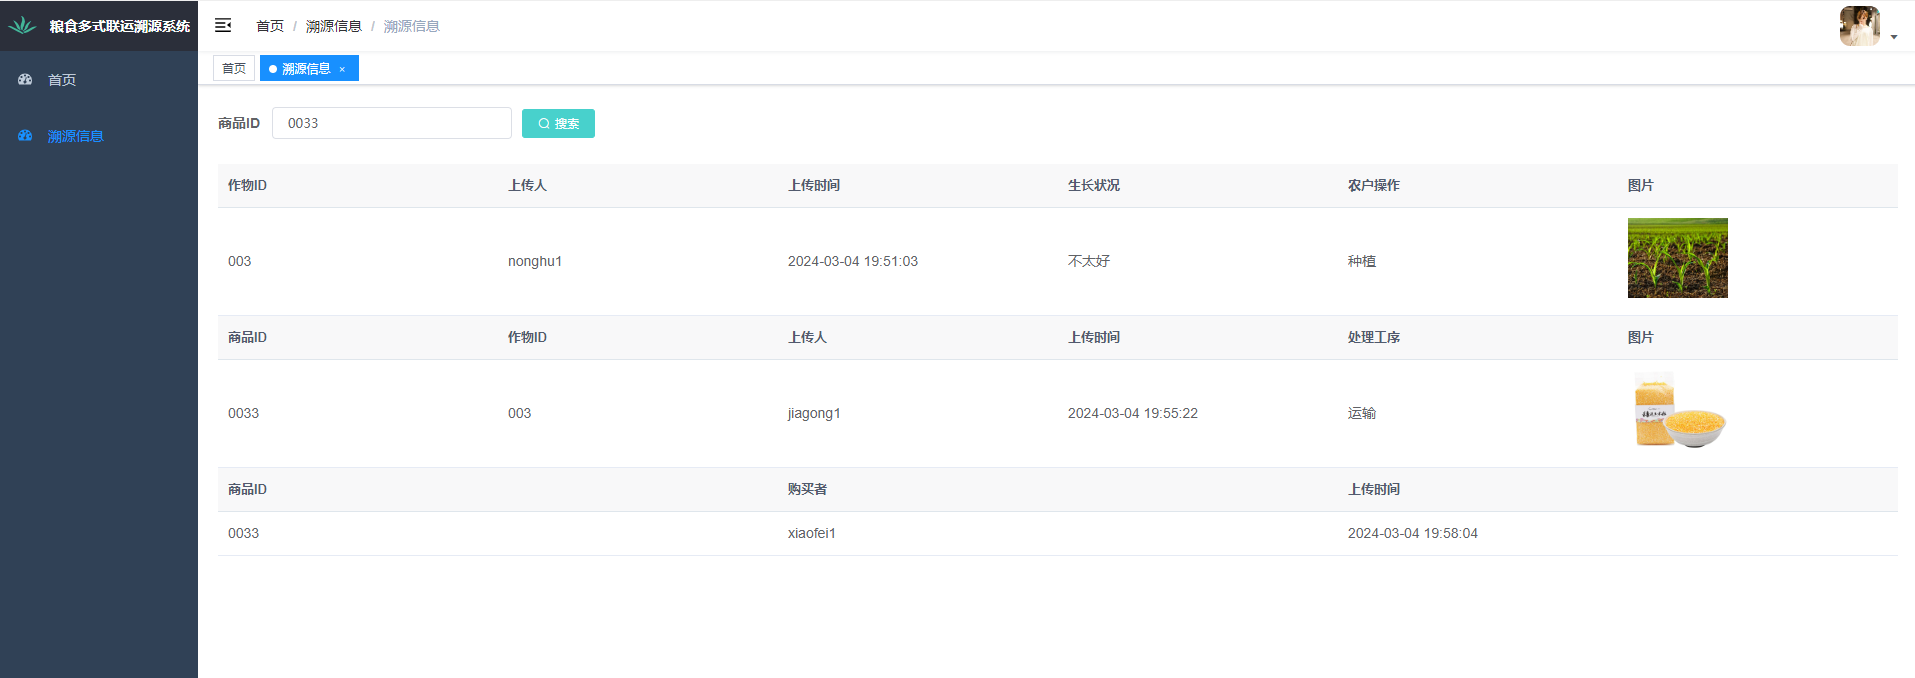 粮食多式联运溯源系统
首页 / 溯源信息 / 溯源信息
首页
溯源信息 ×
首页
溯源信息
商品ID 0033 搜索
作物ID 上传人 上传时间 生长状况 农户操作 图片
003 nonghu1 2024-03-04 19:51:03 不太好 种植
商品ID 作物ID 上传人 上传时间 处理工序 图片
0033 003 jiagong1 2024-03-04 19:55:22 运输
商品ID 购买者 上传时间
0033 xiaofei1 2024-03-04 19:58:04